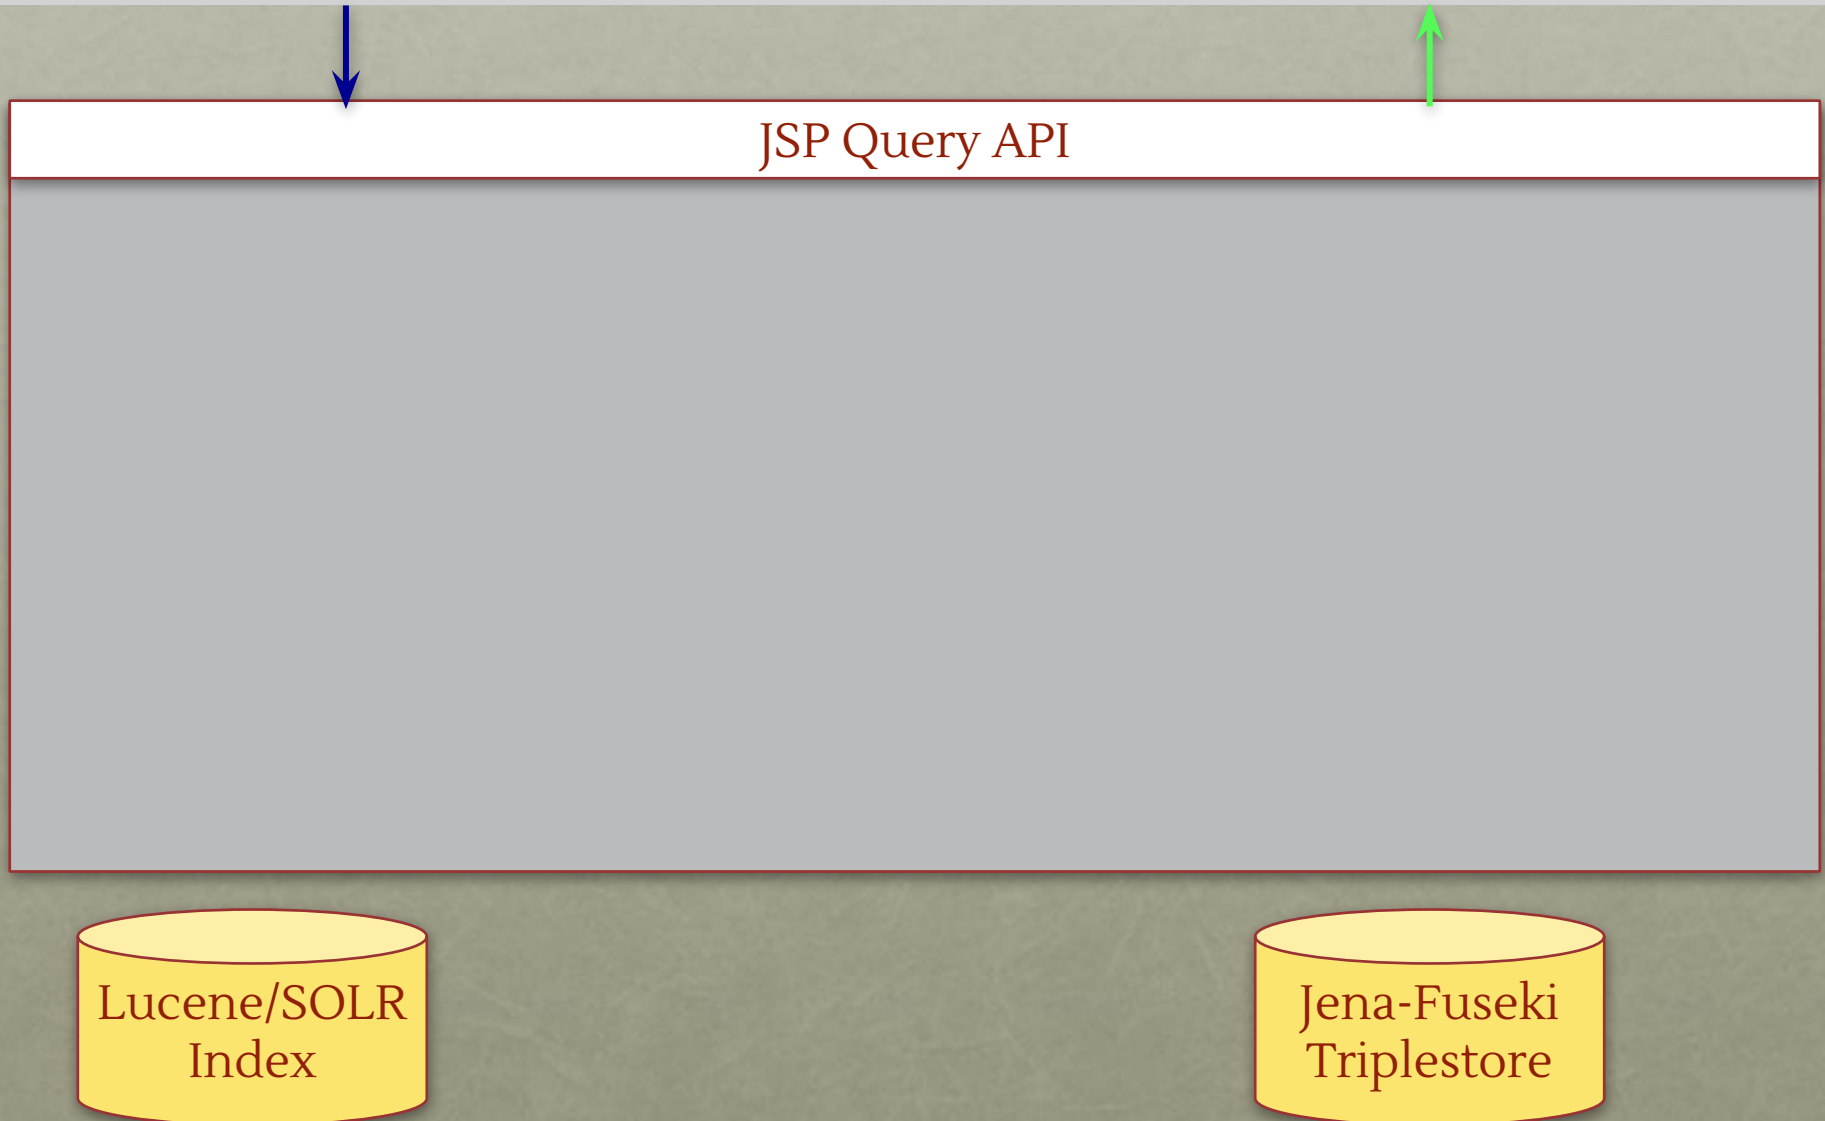 JSP Query API
Lucene/SOLR
Index
Jena-Fuseki
Triplestore